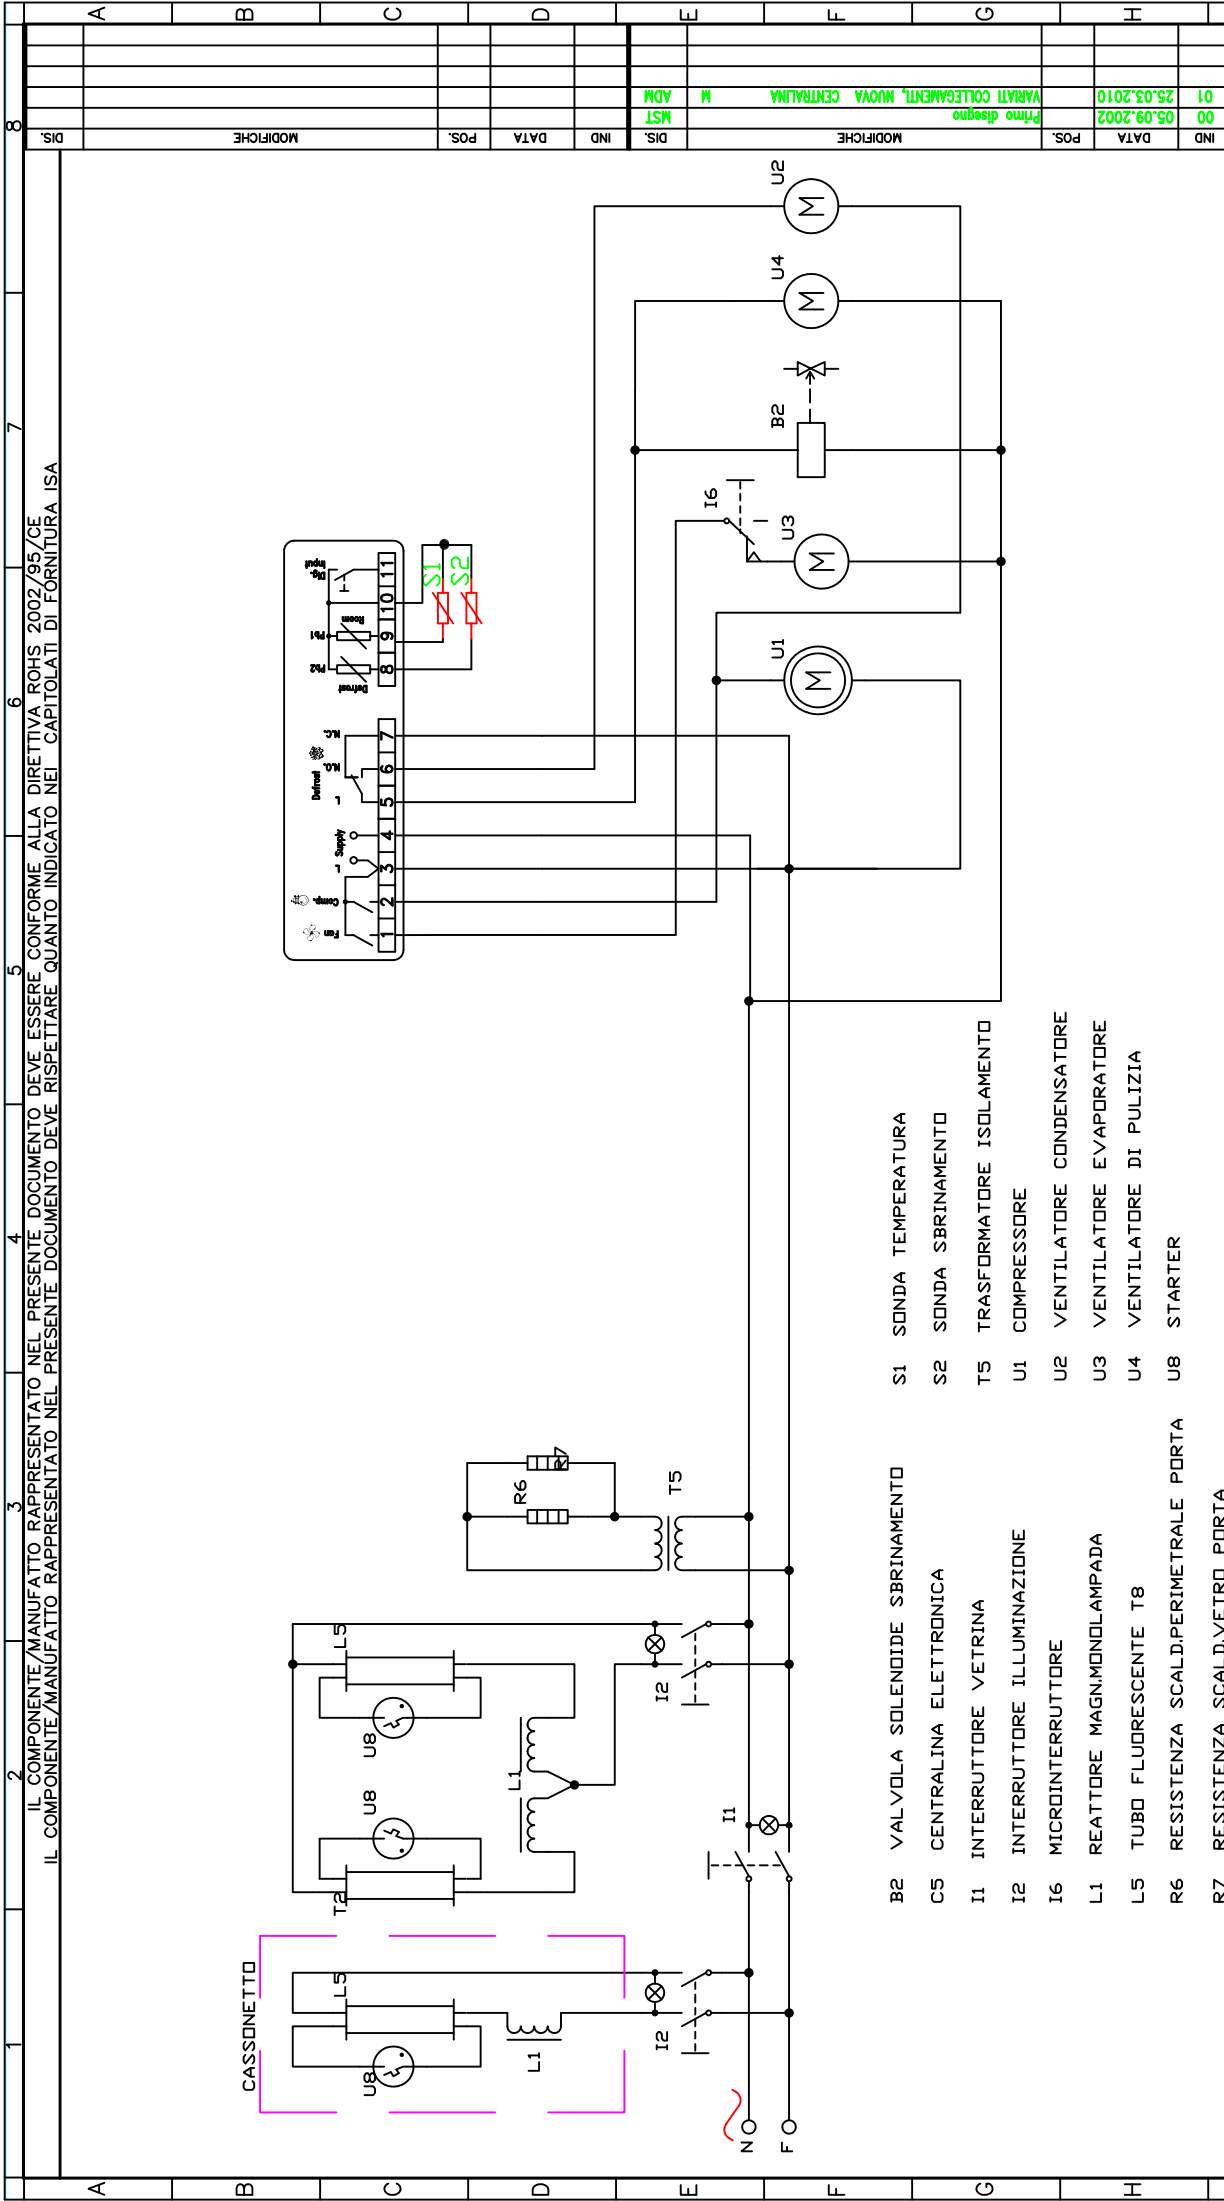 IL COMPONENTE/MANUFATTO RAPPRESENTATO NEL PRESENTE DOCUMENTO DEVE ESSERE CONFORME ALLA DIRETTIVA ROHS 2002/95/CE
IL COMPONENTE/MANUFATTO RAPPRESENTATO NEL PRESENTE DOCUMENTO DEVE RISPETTARE QUANTO INDICATO NEI CAPITOLATI DI FORNITURA ISA
1 2 3 4 5 6 7 8
A B C D E F G H
A B C D E F G H
IND DATA POS. MODIFICHE DIS. IND DATA POS. MODIFICHE DIS.
00 05.09.2002 Primo disegno MST
01 25.03.2010 VARIATI COLLEGAMENTI, NUOVA CENTRALINA M ADM
CASSONETTO
U8
L5
L1
I2
N
F
T2
U8
U8
L5
L1
I2
I1
R6
R7
T5
Fan
Comp.
L
Supply
L
Defrost
N.O.
N.C.
1 2 3 4 5 6 7
Defrost
Pb2
Pb1
Room
Dig. Input
8 9 10 11
S1
S2
U1
U3
I6
B2
U4
U2
M
M
M
M
B2 VALVOLA SOLENOIDE SBRINAMENTO
C5 CENTRALINA ELETTRONICA
I1 INTERRUTTORE VETRINA
I2 INTERRUTTORE ILLUMINAZIONE
I6 MICROINTERRUTTORE
L1 REATTORE MAGN.MONOLAMPADA
L5 TUBO FLUORESCENTE T8
R6 RESISTENZA SCALD.PERIMETRALE PORTA
R7 RESISTENZA SCALD.VETRO PORTA
S1 SONDA TEMPERATURA
S2 SONDA SBRINAMENTO
T5 TRASFORMATORE ISOLAMENTO
U1 COMPRESSORE
U2 VENTILATORE CONDENSATORE
U3 VENTILATORE EVAPORATORE
U4 VENTILATORE DI PULIZIA
U8 STARTER